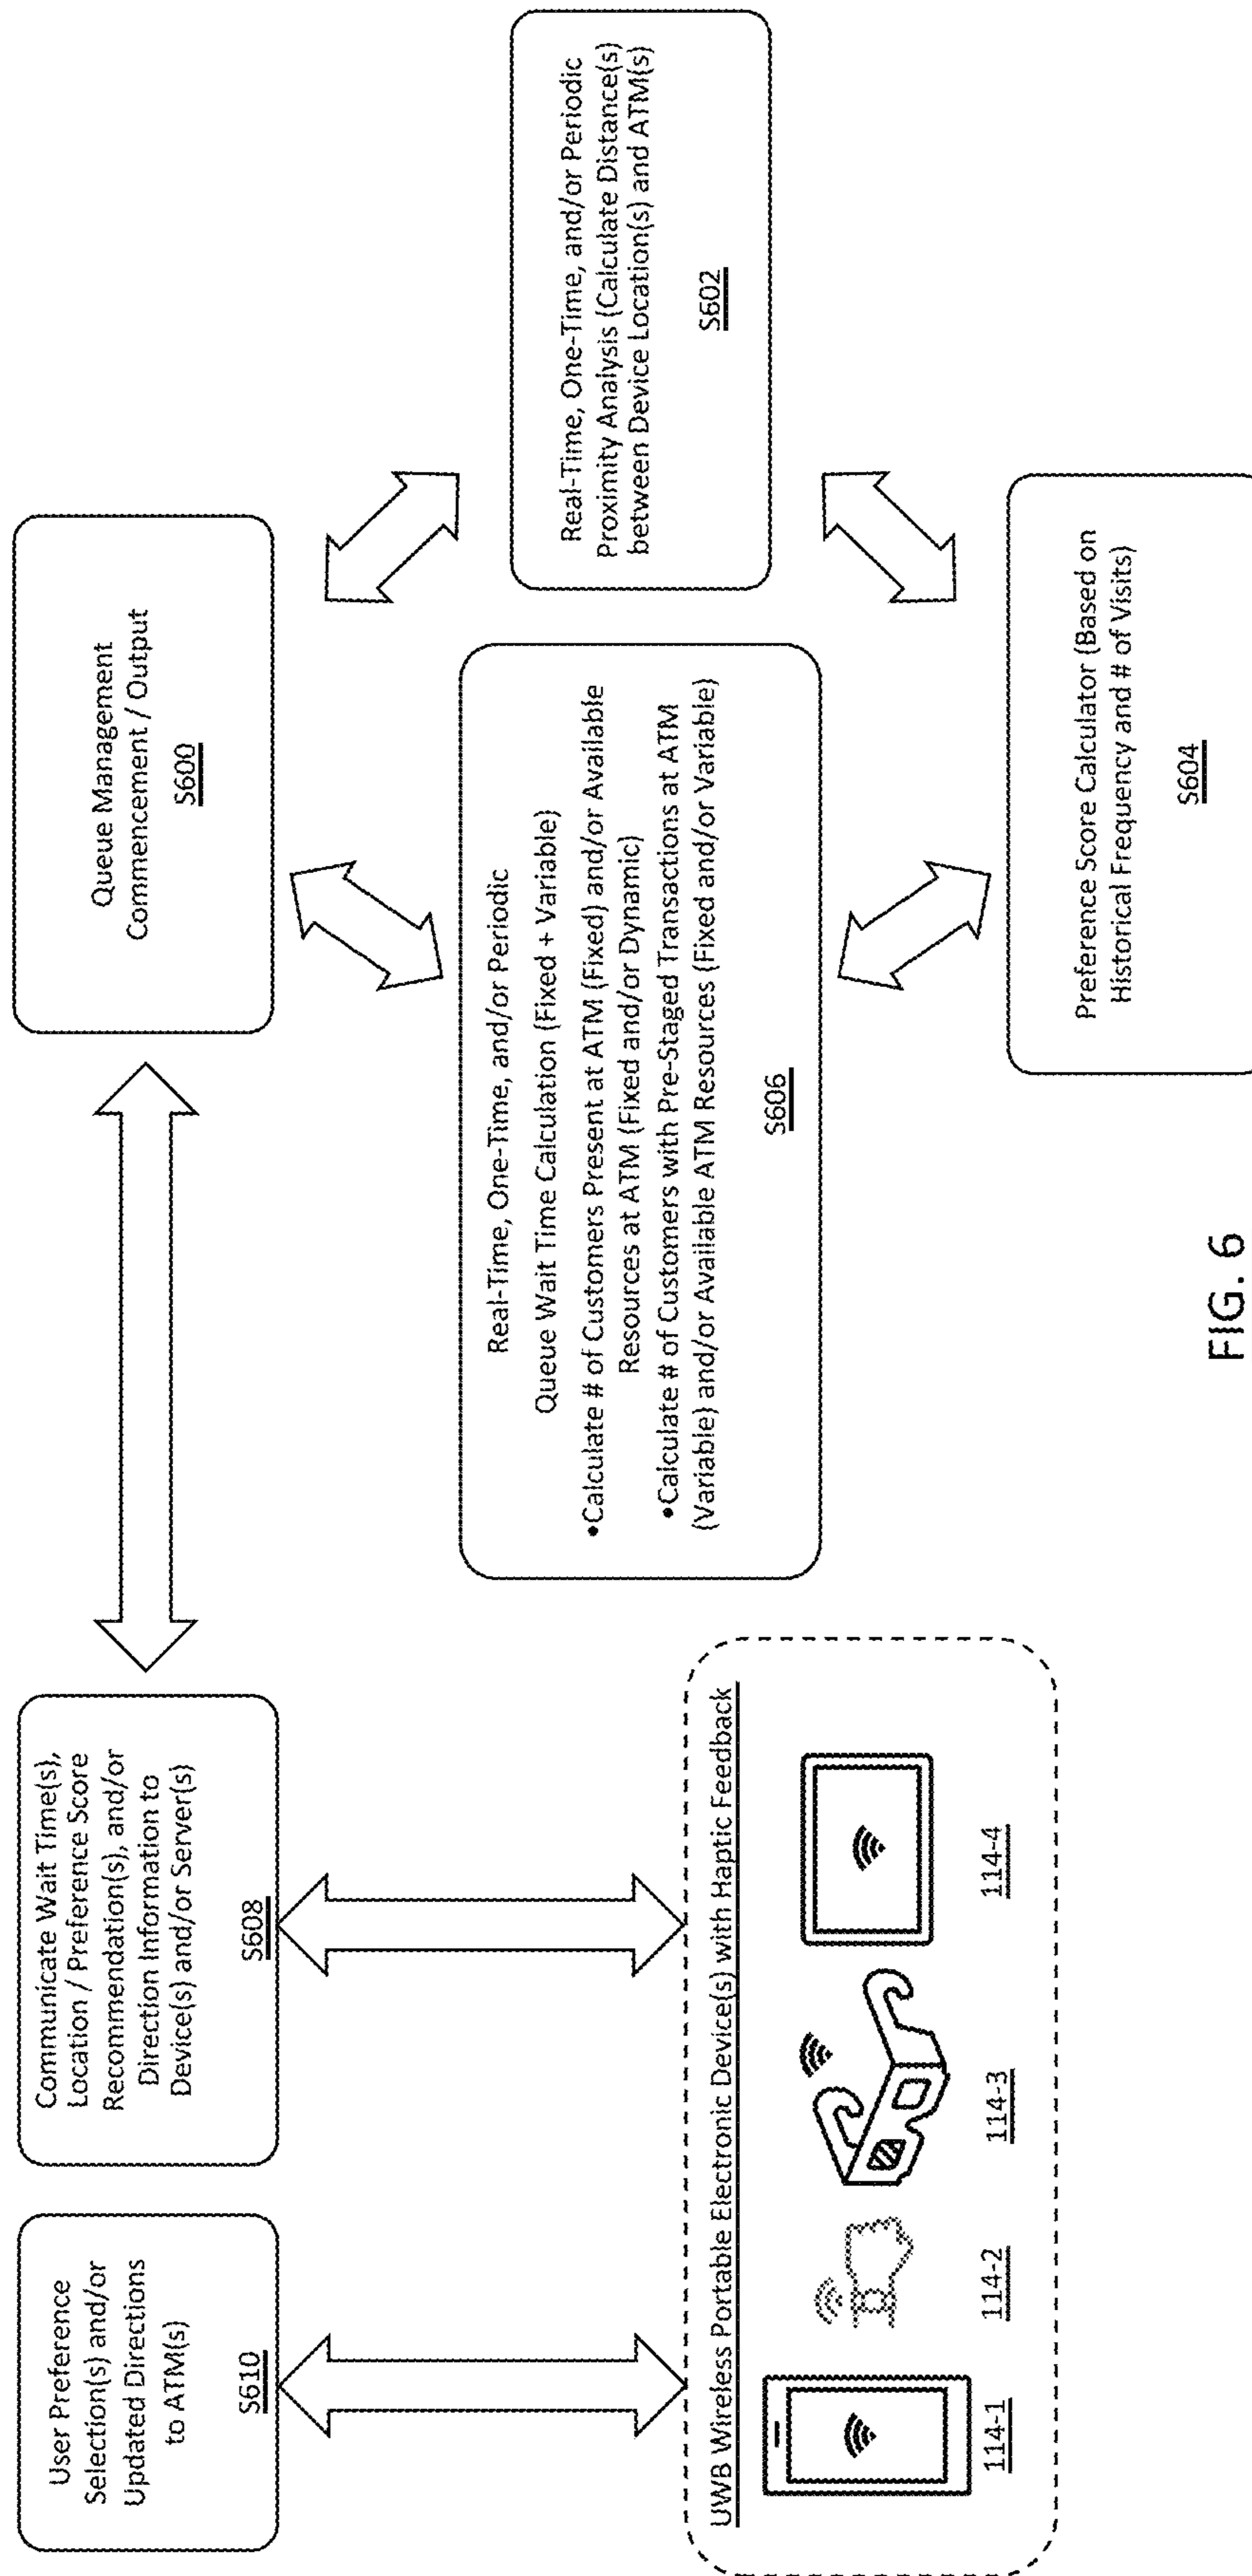 User Preference
Selection(s) and/or
Updated Directions
to ATM(s)
S610
Communicate Wait Time(s),
Location / Preference Score
Recommendation(s), and/or
Direction Information to
Device(s) and/or Server(s)
S608
Queue Management
Commencement / Output
S600
Real-Time, One-Time, and/or Periodic
Proximity Analysis (Calculate Distance(s)
between Device Location(s) and ATM(s)
S602
Real-Time, One-Time, and/or Periodic
Queue Wait Time Calculation (Fixed + Variable)
•Calculate # of Customers Present at ATM (Fixed) and/or Available
Resources at ATM (Fixed and/or Dynamic)
•Calculate # of Customers with Pre-Staged Transactions at ATM
(Variable) and/or Available ATM Resources (Fixed and/or Variable)
S606
Preference Score Calculator (Based on
Historical Frequency and # of Visits)
S604
UWB Wireless Portable Electronic Device(s) with Haptic Feedback
114-1
114-2
114-3
114-4
FIG. 6